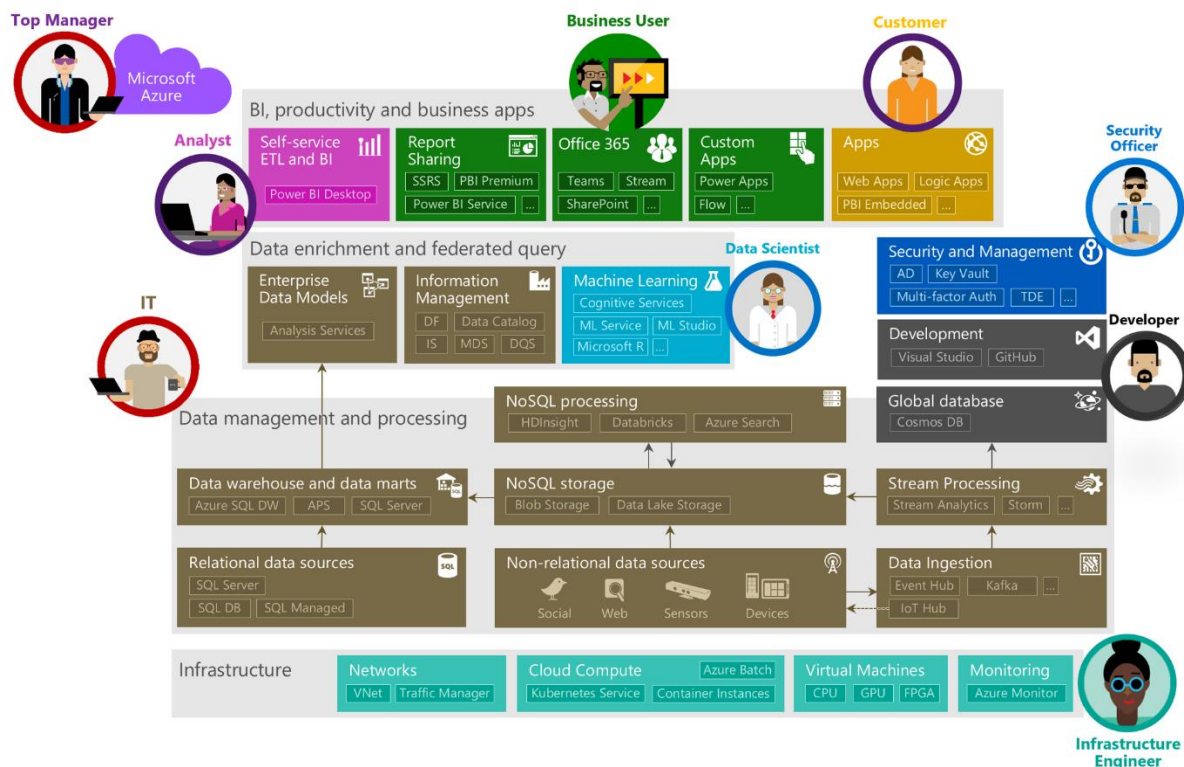 Top Manager
Business User
Customer
Microsoft
Azure
BI, productivity and business apps
Analyst
Self-service
ETL and BI
Power BI Desktop
Report
Sharing
SSRS
PBI Premium
Power BI Service
...
Office 365
Teams
Stream
SharePoint
...
Custom
Apps
Power Apps
Flow
...
Apps
Web Apps
Logic Apps
PBI Embedded
...
Security
Officer
Data enrichment and federated query
Enterprise
Data Models
Analysis Services
Information
Management
DF
Data Catalog
IS
MDS
DQS
Machine Learning
Cognitive Services
ML Service
ML Studio
Microsoft R
...
Data Scientist
Security and Management
AD
Key Vault
Multi-factor Auth
TDE
...
IT
Developer
Development
Visual Studio
GitHub
Data management and processing
NoSQL processing
HDInsight
Databricks
Azure Search
Global database
Cosmos DB
Data warehouse and data marts
SQL
Azure SQL DW
APS
SQL Server
NoSQL storage
Blob Storage
Data Lake Storage
Stream Processing
Stream Analytics
Storm
...
Relational data sources
SQL
SQL Server
SQL DB
SQL Managed
Non-relational data sources
Social
Web
Sensors
Devices
Data Ingestion
Event Hub
Kafka
...
IoT Hub
Infrastructure
Networks
VNet
Traffic Manager
Cloud Compute
Azure Batch
Kubernetes Service
Container Instances
Virtual Machines
CPU
GPU
FPGA
Monitoring
Azure Monitor
Infrastructure
Engineer